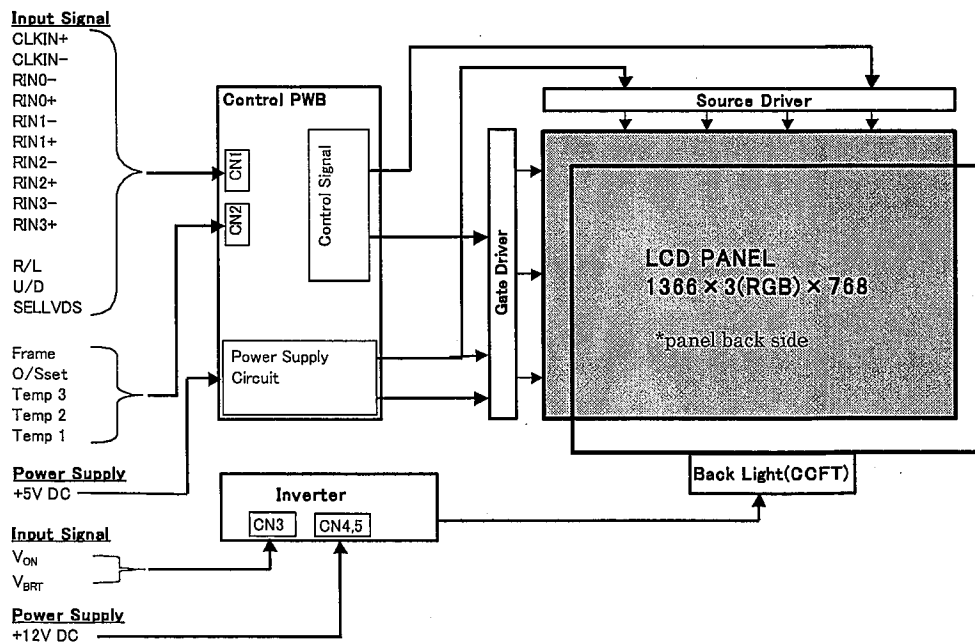 Input Signal
CLKIN+
CLKIN-
RIN0-
RIN0+
RIN1-
RIN1+
RIN2-
RIN2+
RIN3-
RIN3+
R/L
U/D
SELLVDS
Frame
O/Sset
Temp 3
Temp 2
Temp 1
Power Supply
+5V DC
Input Signal
VON
VBRT
Power Supply
+12V DC
Control PWB
CN1
CN2
Control Signal
Power Supply
Circuit
Inverter
CN3
CN4,5
Gate Driver
Source Driver
LCD PANEL
1366×3(RGB)×768
*panel back side
Back Light(CCFT)